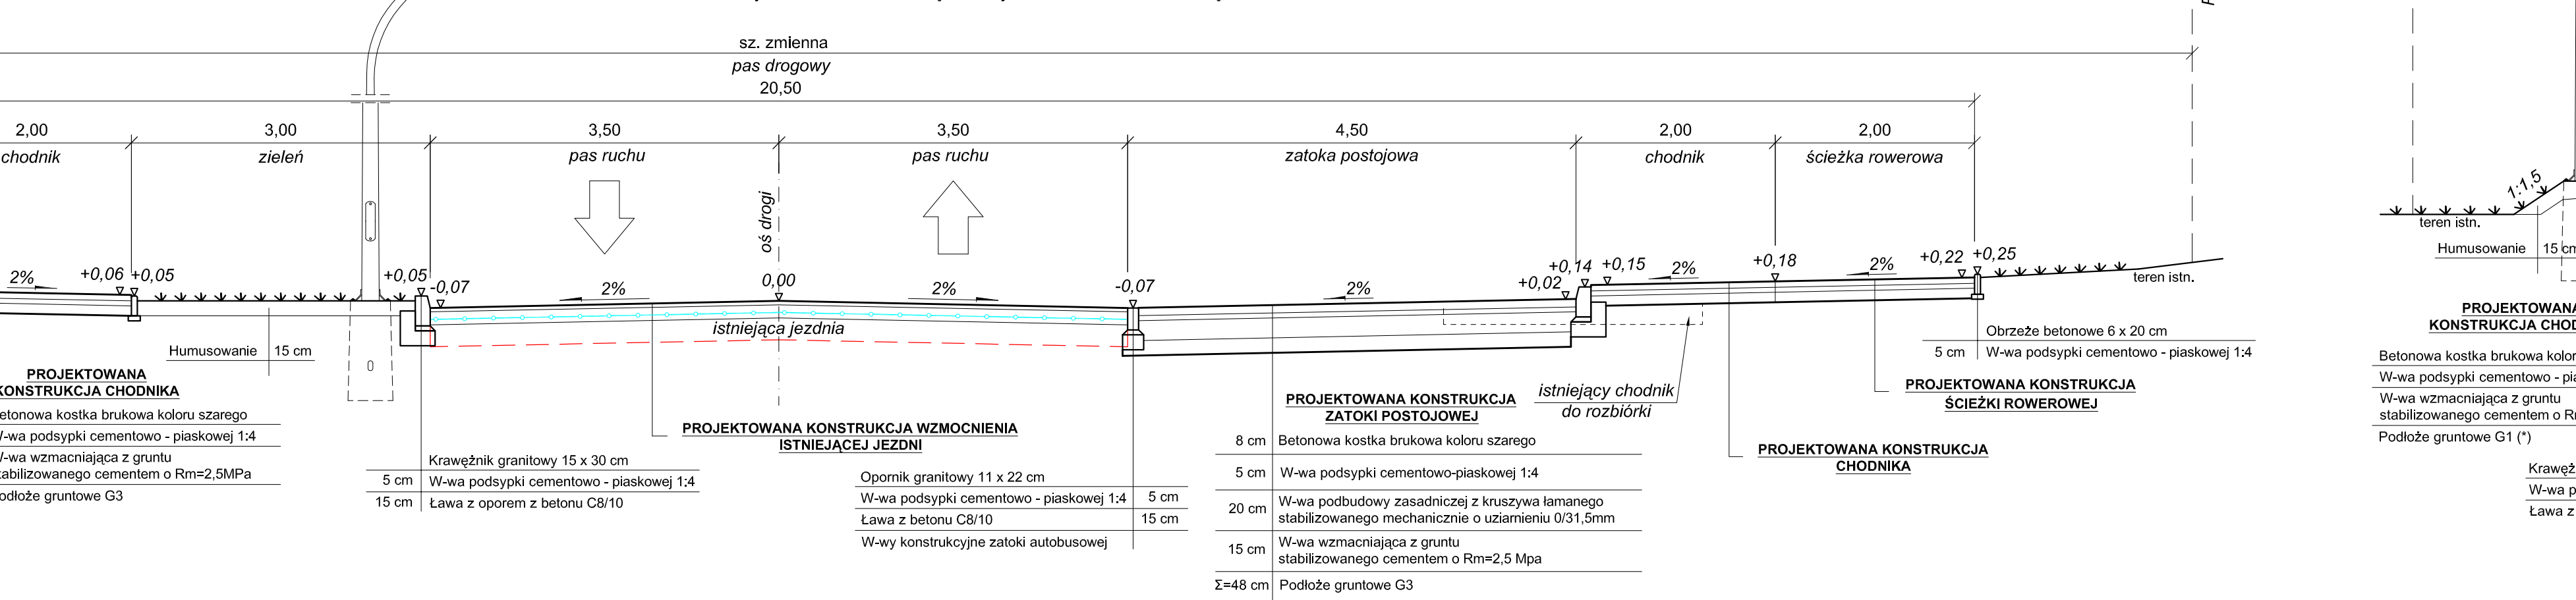 sz. zmienna
pas drogowy
20,50
2,00 3,00 3,50 3,50 4,50 2,00 2,00
chodnik zieleń pas ruchu pas ruchu zatoka postojowa chodnik ścieżka rowerowa
oś drogi
2% +0,06 +0,05 +0,05 -0,07 2% 0,00 2% -0,07 +0,02 2% +0,14 +0,15 2% +0,18 2% +0,22 +0,25
istniejąca jezdnia
teren istn.
1:1,5
teren istn.
Humusowanie 15 cm
Humusowanie 15 cm
PROJEKTOWANA
KONSTRUKCJA CHODNIKA
betonowa kostka brukowa koloru szarego
W-wa podsypki cementowo - piaskowej 1:4
W-wa wzmacniająca z gruntu
stabilizowanego cementem o Rm=2,5MPa
Podłoże gruntowe G3
Krawężnik granitowy 15 x 30 cm
5 cm W-wa podsypki cementowo - piaskowej 1:4
15 cm Ława z oporem z betonu C8/10
PROJEKTOWANA KONSTRUKCJA WZMOCNIENIA
ISTNIEJĄCEJ JEZDNI
Opornik granitowy 11 x 22 cm
W-wa podsypki cementowo - piaskowej 1:4 5 cm
Ława z betonu C8/10 15 cm
W-wy konstrukcyjne zatoki autobusowej
PROJEKTOWANA KONSTRUKCJA
ZATOKI POSTOJOWEJ
8 cm Betonowa kostka brukowa koloru szarego
5 cm W-wa podsypki cementowo-piaskowej 1:4
20 cm W-wa podbudowy zasadniczej z kruszywa łamanego
stabilizowanego mechanicznie o uziarnieniu 0/31,5mm
15 cm W-wa wzmacniająca z gruntu
stabilizowanego cementem o Rm=2,5 Mpa
Σ=48 cm Podłoże gruntowe G3
istniejący chodnik
do rozbiórki
PROJEKTOWANA KONSTRUKCJA
CHODNIKA
PROJEKTOWANA KONSTRUKCJA
ŚCIEŻKI ROWEROWEJ
Obrzeże betonowe 6 x 20 cm
5 cm W-wa podsypki cementowo - piaskowej 1:4
PROJEKTOWANA
KONSTRUKCJA CHOD
Betonowa kostka brukowa kolor
W-wa podsypki cementowo - pia
W-wa wzmacniająca z gruntu
stabilizowanego cementem o R
Podłoże gruntowe G1 (*)
Krawęż
W-wa p
Ława z